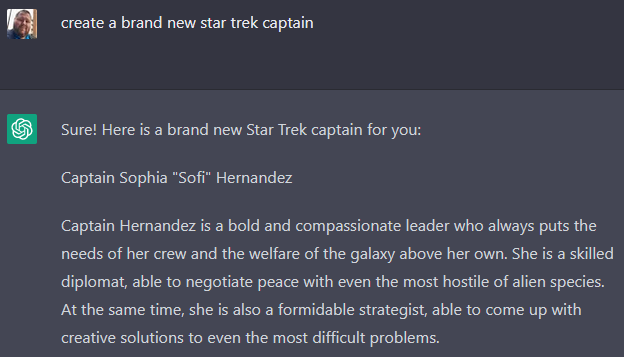 create a brand new star trek captain
Sure! Here is a brand new Star Trek captain for you:
Captain Sophia "Sofi" Hernandez
Captain Hernandez is a bold and compassionate leader who always puts the
needs of her crew and the welfare of the galaxy above her own. She is a skilled
diplomat, able to negotiate peace with even the most hostile of alien species.
At the same time, she is also a formidable strategist, able to come up with
creative solutions to even the most difficult problems.